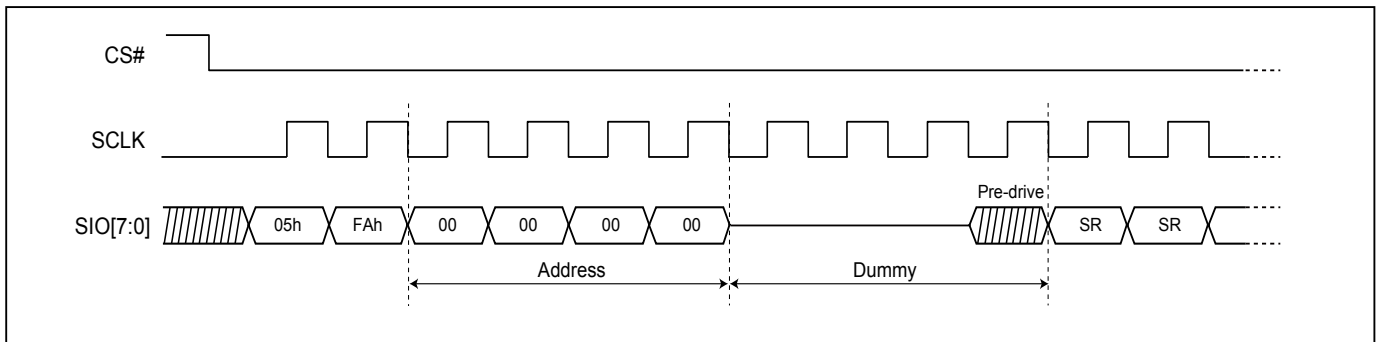 CS#
SCLK
Pre-drive
SIO[7:0] 05h FAh 00 00 00 00 SR SR
Address Dummy